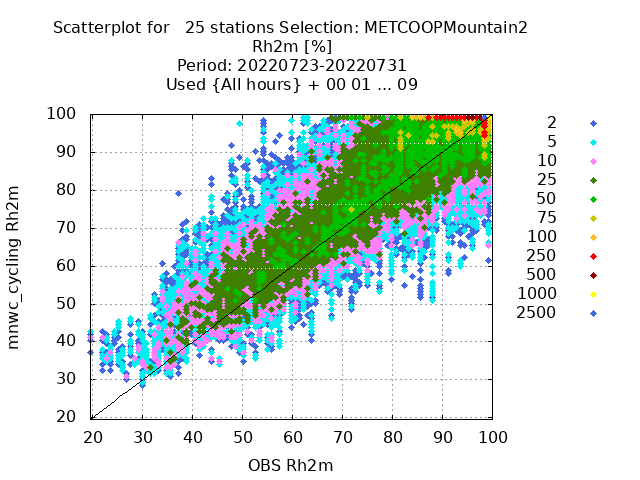 Scatterplot for   25 stations Selection: METCOOPMountain2
Rh2m [%]
Period: 20220723-20220731
Used {All hours} + 00 01 ... 09
100
90
80
70
60
50
40
30
20
20 30 40 50 60 70 80 90 100
mnwc_cycling Rh2m
OBS Rh2m
2
5
10
25
50
75
100
250
500
1000
2500